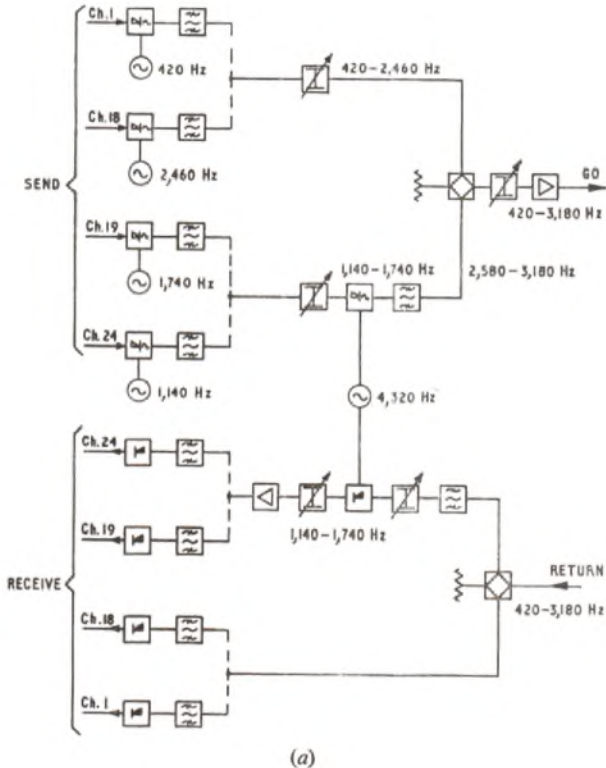 Ch.1
420 Hz
420-2,460 Hz
Ch.18
2,460 Hz
SEND
GO
420-3,180 Hz
Ch.19
1,740 Hz
1,140-1,740 Hz
2,580-3,180 Hz
Ch.24
1,140 Hz
4,320 Hz
Ch.24
Ch.19
1,140-1,740 Hz
RECEIVE
RETURN
420-3,180 Hz
Ch.18
Ch.1
(a)